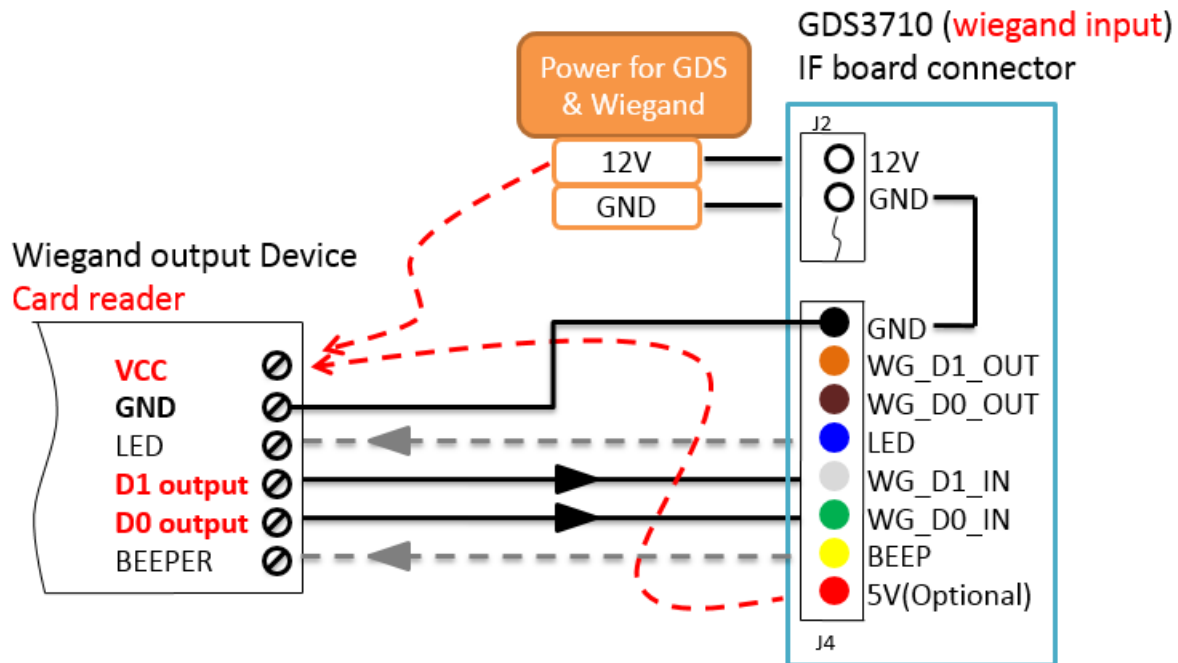 GDS3710 (wiegand input)
IF board connector
Power for GDS
& Wiegand
12V
GND
J2
12V
GND
Wiegand output Device
Card reader
VCC
GND
LED
D1 output
D0 output
BEEPER
GND
WG_D1_OUT
WG_D0_OUT
LED
WG_D1_IN
WG_D0_IN
BEEP
5V(Optional)
J4